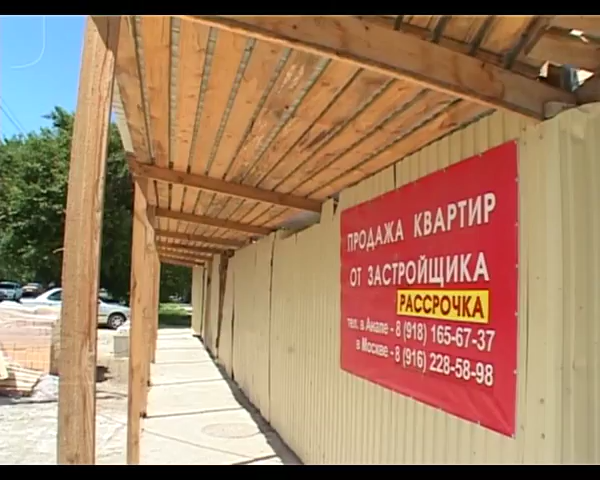 ПРОДАЖА КВАРТИР
ОТ ЗАСТРОЙЩИКА
РАССРОЧКА
тел. в Анапе - 8 (918) 165-67-37
в Москве - 8 (916) 228-58-98